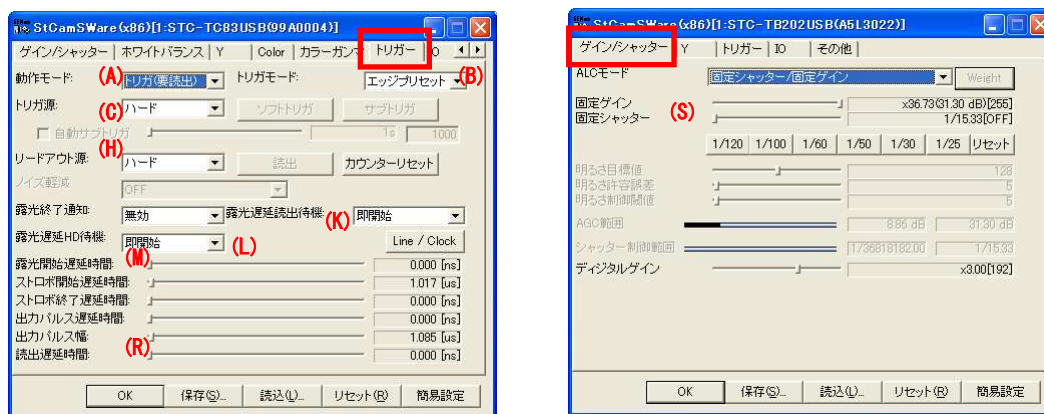 StCamSWare (x86)[1:STC-TC83USB(99A0004)]
ゲイン/シャッター ホワイトバランス Y Color カラーガンマ トリガー IO
動作モード: (A) トリガ(要読出) トリガモード: エッジプリセット (B)
トリガ源: (C) ハード ソフトトリガ サブトリガ
自動サブトリガ 1s 1000
(H)
リードアウト源: ハード 読出 カウンターリセット
ノイズ軽減 OFF
露光終了通知: 無効 露光遅延読出待機: (K) 即開始
露光遅延HD待機: 即開始 (L) Line / Clock
(M)
露光開始遅延時間: 0.000 [ns]
ストロボ開始遅延時間: 1.017 [us]
ストロボ終了遅延時間: 0.000 [ns]
出力パルス遅延時間: 0.000 [ns]
出力パルス幅: 1.085 [us]
読出遅延時間: (R) 0.000 [ns]
OK 保存(S)... 読込(L)... リセット(R) 簡易設定
StCamSWare (x86)[1:STC-TB202USB(A5L3022)]
ゲイン/シャッター Y トリガー IO その他
ALCモード 固定シャッター/固定ゲイン Weight
固定ゲイン (S) x36.73(31.30 dB)[255]
固定シャッター 1/15.33[OFF]
1/120 1/100 1/60 1/50 1/30 1/25 リセット
明るさ目標値 128
明るさ許容誤差 5
明るさ制御閾値 5
AGC範囲 8.86 dB 31.30 dB
シャッター制御範囲 1/36818182.00 1/15.33
ディジタルゲイン x3.00[192]
OK 保存(S)... 読込(L)... リセット(R) 簡易設定